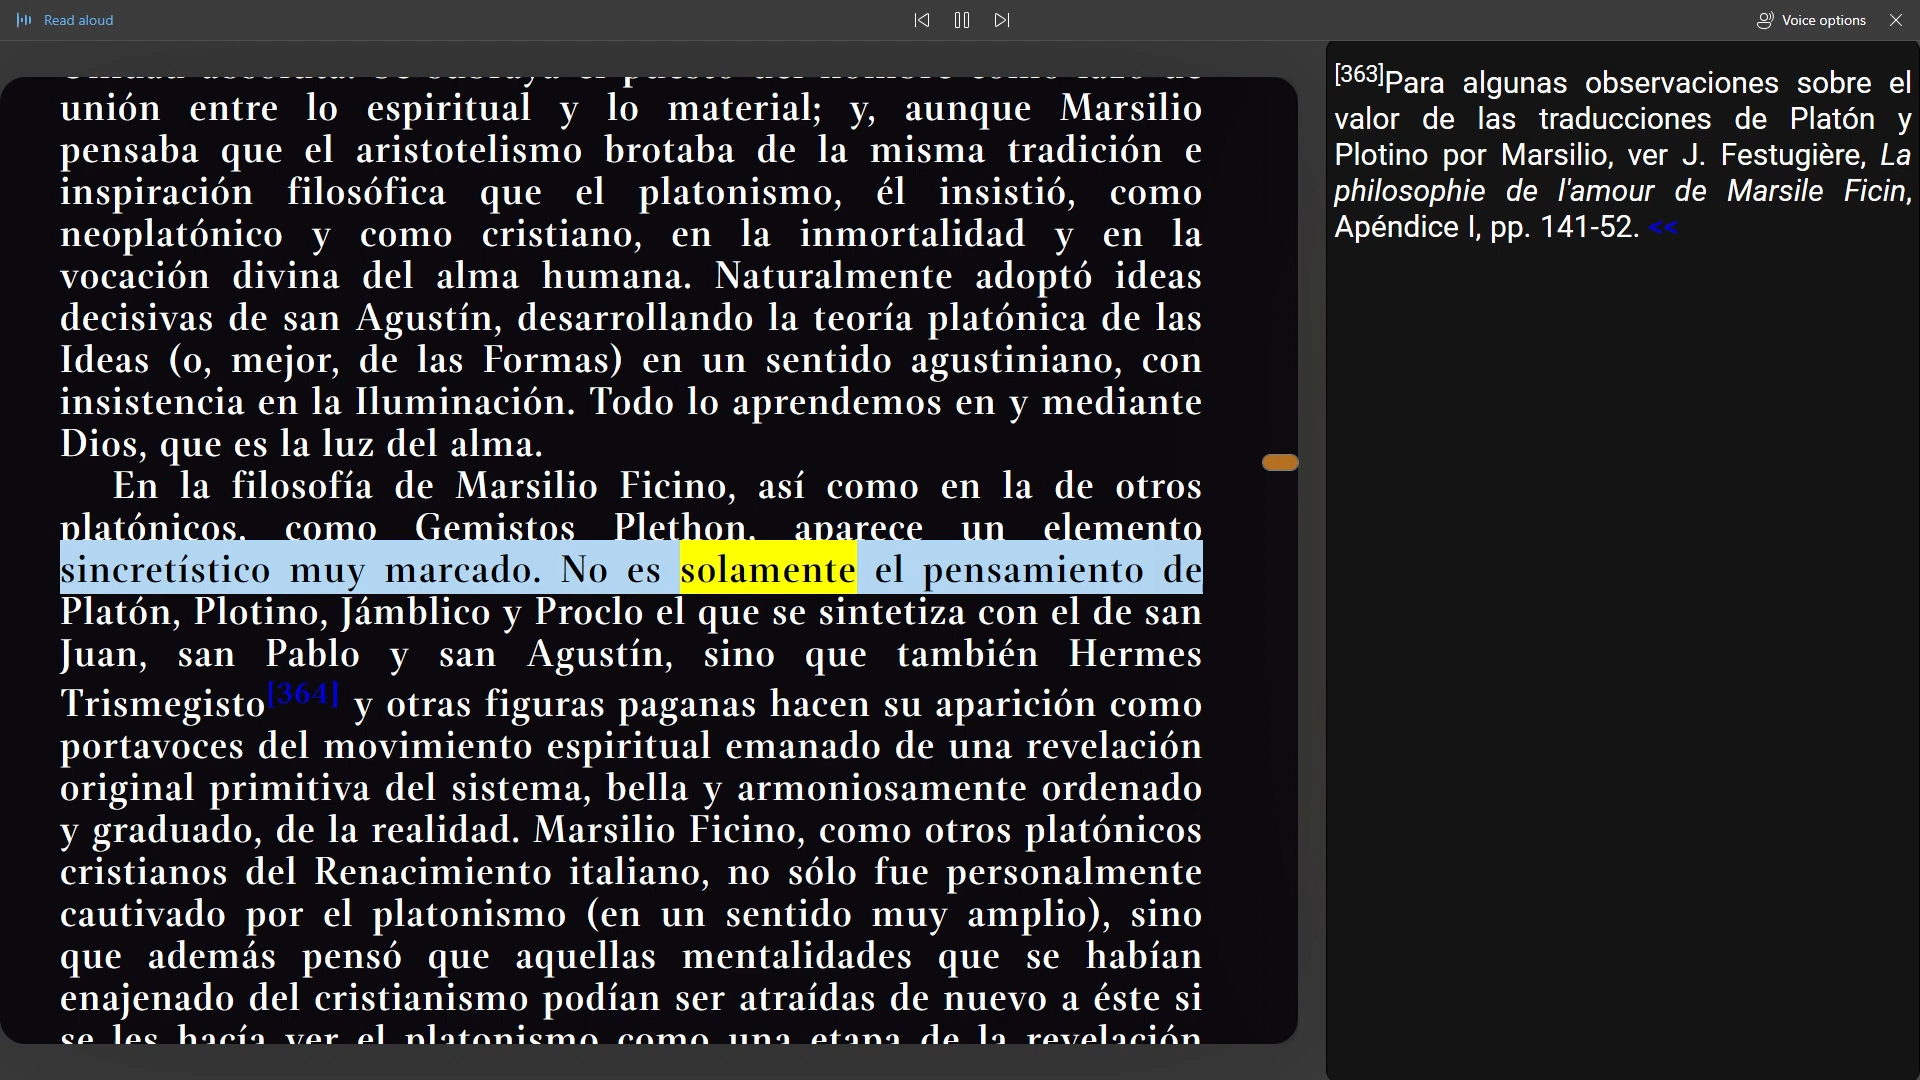 Read aloud
Voice options
unión entre lo espiritual y lo material; y, aunque Marsilio
pensaba que el aristotelismo brotaba de la misma tradición e
inspiración filosófica que el platonismo, él insistió, como
neoplatónico y como cristiano, en la inmortalidad y en la
vocación divina del alma humana. Naturalmente adoptó ideas
decisivas de san Agustín, desarrollando la teoría platónica de las
Ideas (o, mejor, de las Formas) en un sentido agustiniano, con
insistencia en la Iluminación. Todo lo aprendemos en y mediante
Dios, que es la luz del alma.
En la filosofía de Marsilio Ficino, así como en la de otros
platónicos, como Gemistos Plethon, aparece un elemento
sincretístico muy marcado. No es solamente el pensamiento de
Platón, Plotino, Jámblico y Proclo el que se sintetiza con el de san
Juan, san Pablo y san Agustín, sino que también Hermes
Trismegisto[364] y otras figuras paganas hacen su aparición como
portavoces del movimiento espiritual emanado de una revelación
original primitiva del sistema, bella y armoniosamente ordenado
y graduado, de la realidad. Marsilio Ficino, como otros platónicos
cristianos del Renacimiento italiano, no sólo fue personalmente
cautivado por el platonismo (en un sentido muy amplio), sino
que además pensó que aquellas mentalidades que se habían
enajenado del cristianismo podían ser atraídas de nuevo a éste si
se les hacía ver el platonismo como una etapa de la revelación
[363]Para algunas observaciones sobre el
valor de las traducciones de Platón y
Plotino por Marsilio, ver J. Festugière, La
philosophie de l'amour de Marsile Ficin,
Apéndice I, pp. 141-52. <<